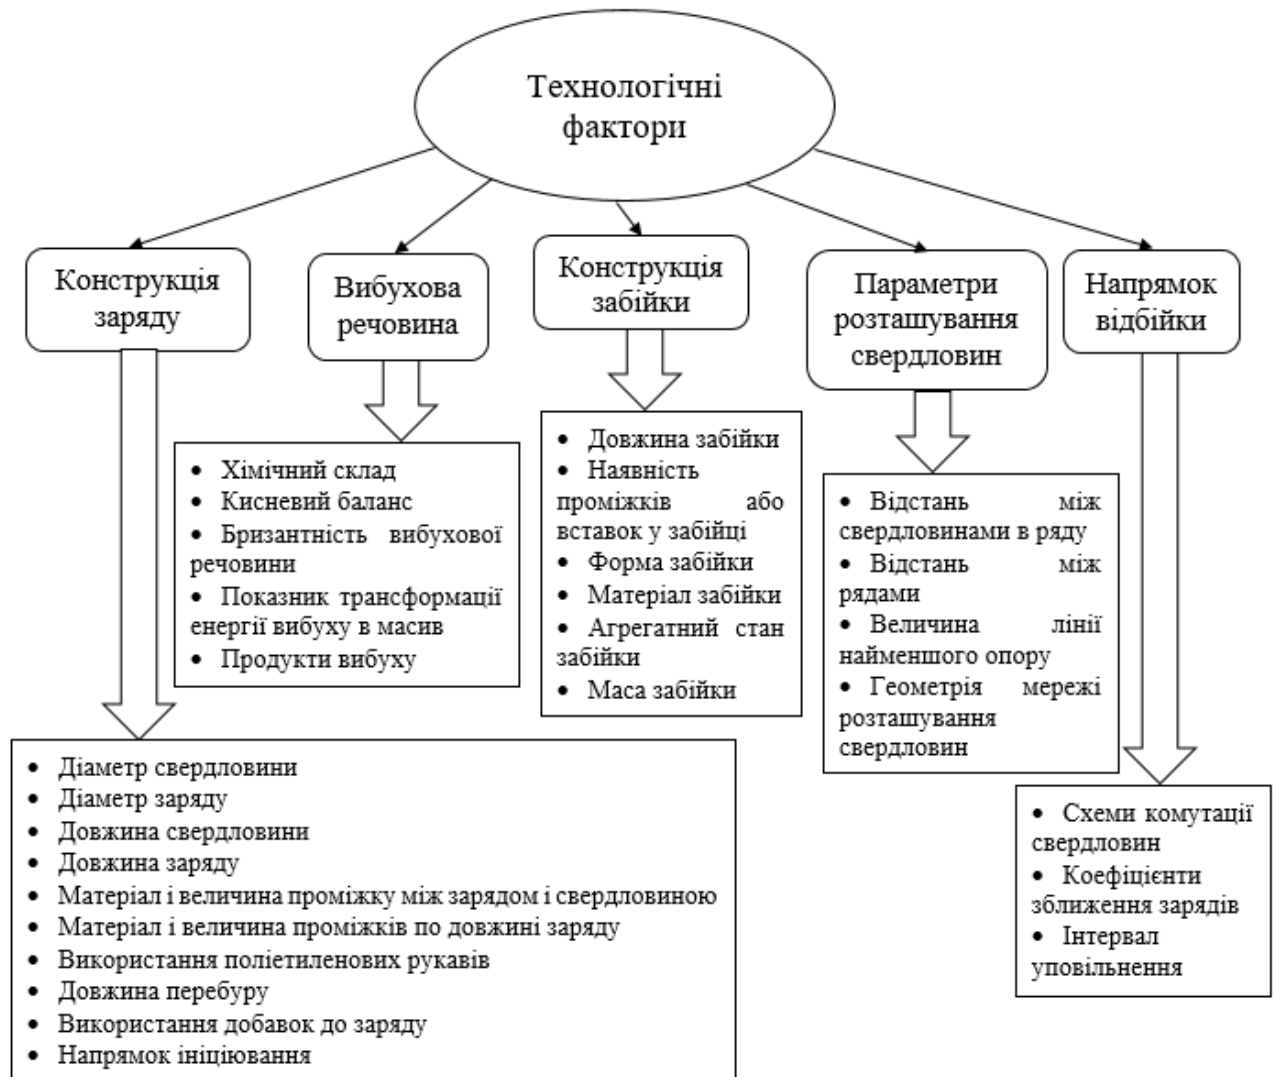 Технологічні
фактори
Конструкція
заряду
Вибухова
речовина
Конструкція
забійки
Параметри
розташування
свердловин
Напрямок
відбійки
• Діаметр свердловини
• Діаметр заряду
• Довжина свердловини
• Довжина заряду
• Матеріал і величина проміжку між зарядом і свердловиною
• Матеріал і величина проміжків по довжині заряду
• Використання поліетиленових рукавів
• Довжина перебуру
• Використання добавок до заряду
• Напрямок ініціювання
• Хімічний склад
• Кисневий баланс
• Бризантність вибухової
речовини
• Показник трансформації
енергії вибуху в масив
• Продукти вибуху
• Довжина забійки
• Наявність
проміжків або
вставок у забійці
• Форма забійки
• Матеріал забійки
• Агрегатний стан
забійки
• Маса забійки
• Відстань між
свердловинами в ряду
• Відстань між
рядами
• Величина лінії
найменшого опору
• Геометрія мережі
розташування
свердловин
• Схеми комутації
свердловин
• Коефіцієнти
зближення зарядів
• Інтервал
уповільнення